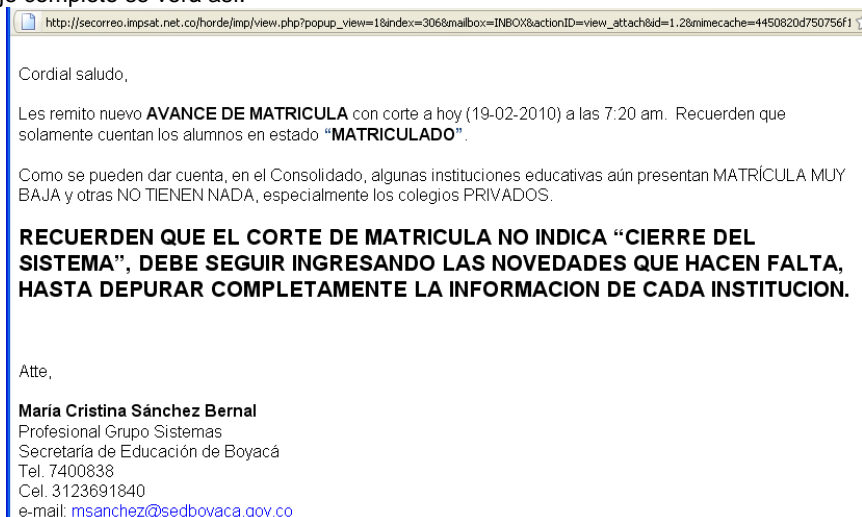 completo se verá así:
http://secorreo.impsat.net.co/horde/imp/view.php?popup_view=1&index=306&mailbox=INBOX&actionID=view_attach&id=1.2&mimecache=4450820d750756f1
Cordial saludo,
Les remito nuevo AVANCE DE MATRICULA con corte a hoy (19-02-2010) a las 7:20 am. Recuerden que
solamente cuentan los alumnos en estado “MATRICULADO”.
Como se pueden dar cuenta, en el Consolidado, algunas instituciones educativas aún presentan MATRÍCULA MUY
BAJA y otras NO TIENEN NADA, especialmente los colegios PRIVADOS.
RECUERDEN QUE EL CORTE DE MATRICULA NO INDICA “CIERRE DEL
SISTEMA”, DEBE SEGUIR INGRESANDO LAS NOVEDADES QUE HACEN FALTA,
HASTA DEPURAR COMPLETAMENTE LA INFORMACION DE CADA INSTITUCION.
Atte,
María Cristina Sánchez Bernal
Profesional Grupo Sistemas
Secretaría de Educación de Boyacá
Tel. 7400838
Cel. 3123691840
e-mail: msanchez@sedboyaca.gov.co